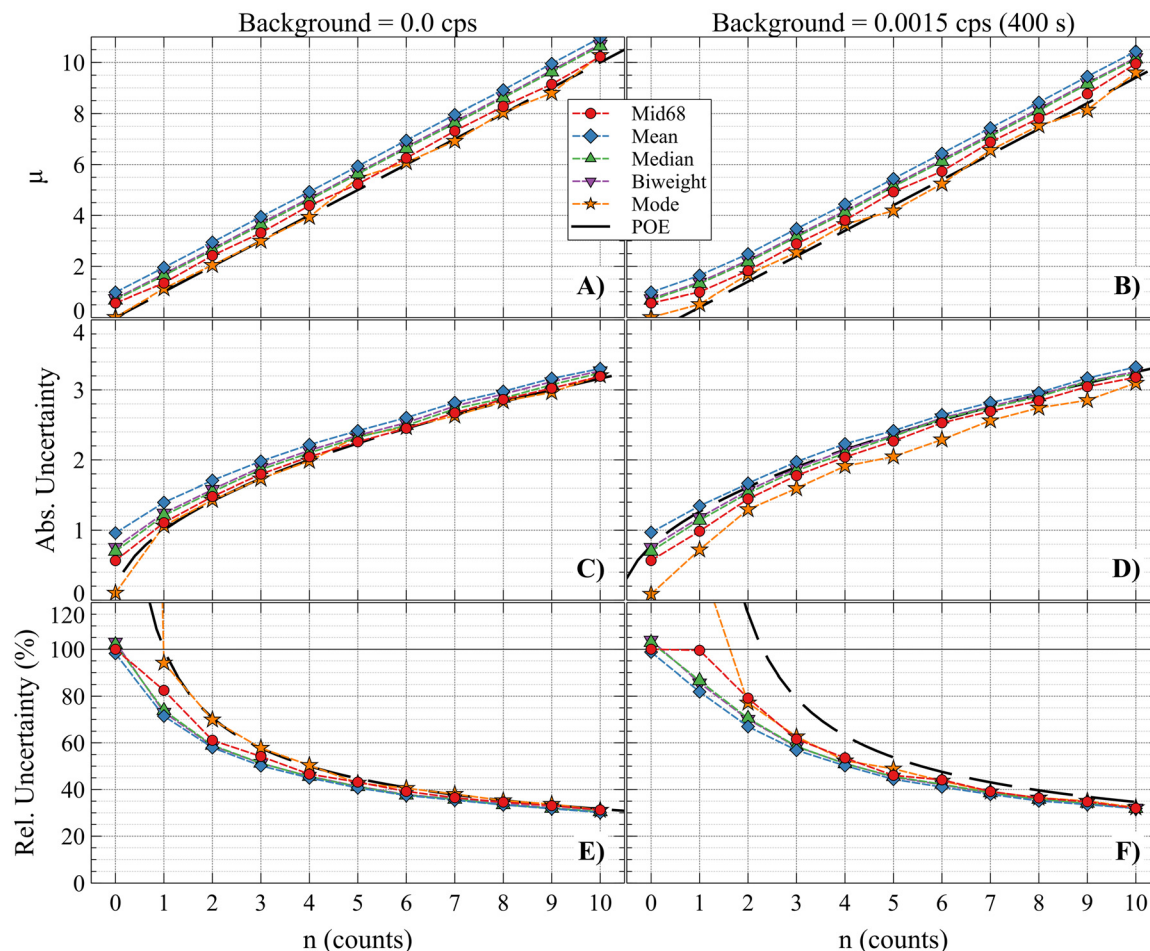 Background = 0.0 cps
Background = 0.0015 cps (400 s)
μ
10
8
6
4
2
0
Mid68
Mean
Median
Biweight
Mode
POE
A)
B)
Abs. Uncertainty
4
3
2
1
0
C)
D)
Rel. Uncertainty (%)
120
100
80
60
40
20
0
E)
F)
0 1 2 3 4 5 6 7 8 9 10
0 1 2 3 4 5 6 7 8 9 10
n (counts)
n (counts)